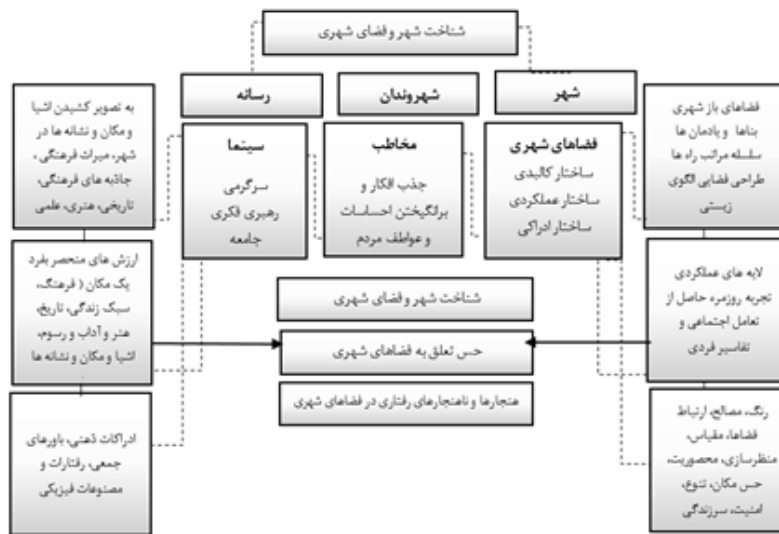 شناخت شهر و فضای شهری
شهر
شهروندان
رسانه
فضاهای باز شهری
بناها و یادمان ها
سلسله مراتب راه ها
طراحی فضایی الگوی
زیستی
فضاهای شهری
ساختار کالبدی
ساختار عملکردی
ساختار ادراکی
مخاطب
جذب افکار و
برانگیختن احساسات
و عواطف مردم
سینما
سرگرمی
رهبری فکری
جامعه
به تصویر کشیدن اشیا
و مکان و نشانه ها در
شهر، میراث فرهنگی،
جاذبه های فرهنگی،
تاریخی، هنری، علمی
لایه های عملکردی
تجربه روزمره حاصل از
تعامل اجتماعی و
تفاسیر فردی
شناخت شهر و فضای شهری
حس تعلق به فضاهای شهری
هنجارها و ناهنجارهای رفتاری در فضاهای شهری
ارزش های منحصر بفرد
یک مکان ( فرهنگ،
سبک زندگی، تاریخ،
هنر و آداب و رسوم،
اشیا و مکان و نشانه ها
رنگ، مصالح، ارتباط
فضاها، مقیاس،
منظرسازی، محصوریت،
حس مکان، تنوع،
امنیت، سرزندگی
ادراکات ذهنی، باورهای
جمعی، رفتارات و
مصنوعات فیزیکی